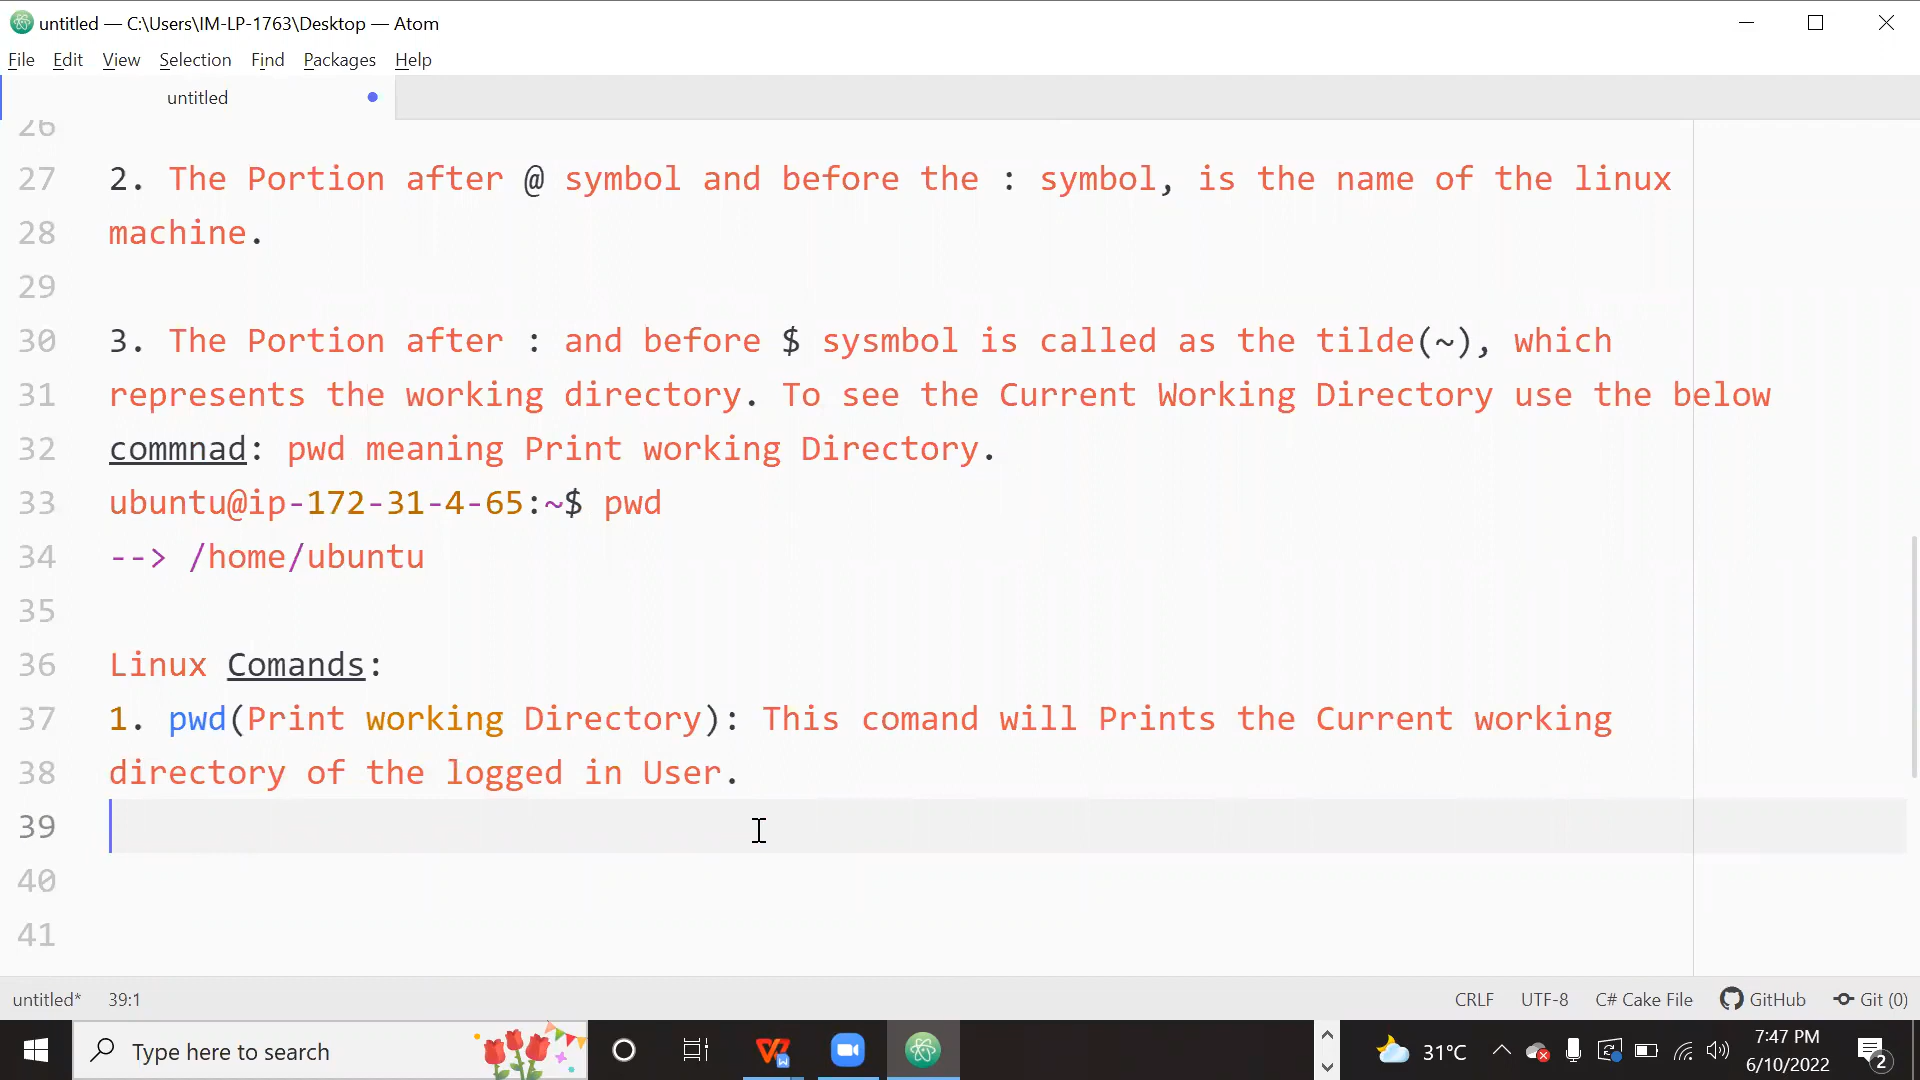 untitled — C:\Users\IM-LP-1763\Desktop — Atom
File Edit View Selection Find Packages Help
untitled
26
27 2. The Portion after @ symbol and before the : symbol, is the name of the linux
28 machine.
29
30 3. The Portion after : and before $ sysmbol is called as the tilde(~), which
31 represents the working directory. To see the Current Working Directory use the below
32 commnad: pwd meaning Print working Directory.
33 ubuntu@ip-172-31-4-65:~$ pwd
34 --> /home/ubuntu
35
36 Linux Comands:
37 1. pwd(Print working Directory): This comand will Prints the Current working
38 directory of the logged in User.
39
40
41
untitled* 39:1 CRLF UTF-8 C# Cake File GitHub Git (0)
Type here to search 31°C 7:47 PM
6/10/2022 2